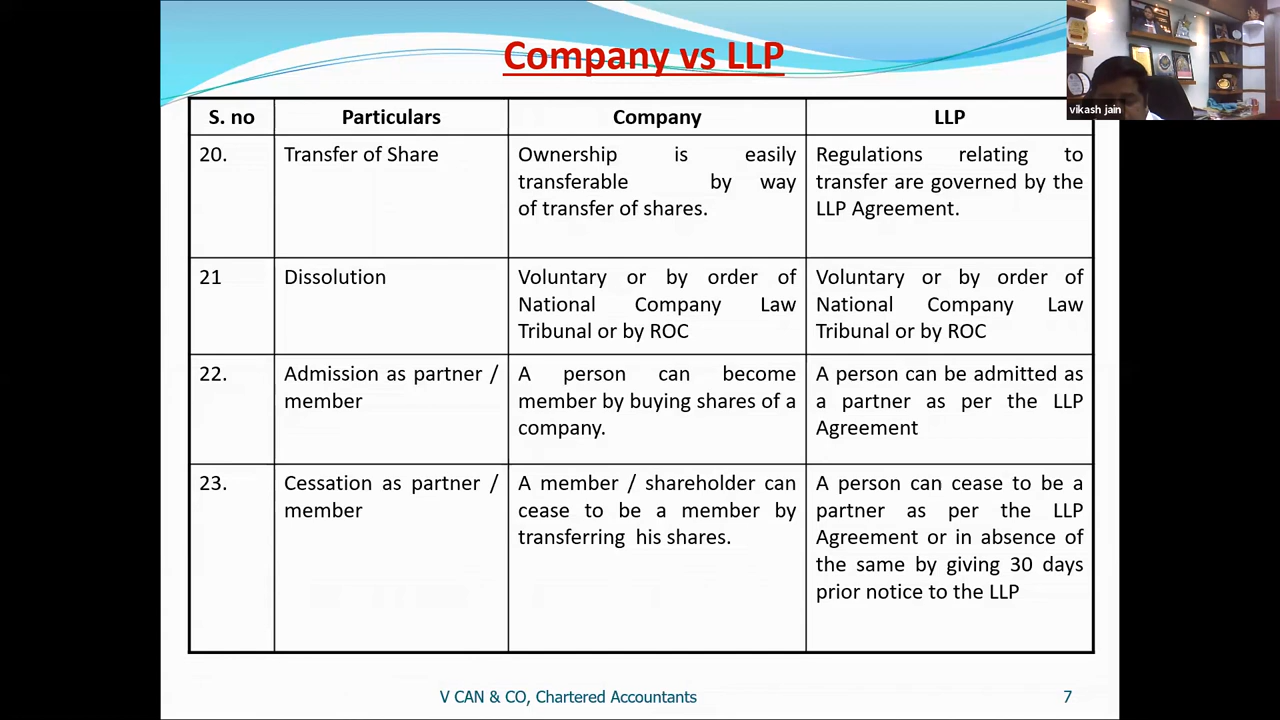 Company vs LLP
vikash jain
S. no Particulars Company LLP
20. Transfer of Share Ownership is easily Regulations relating to
transferable by way transfer are governed by the
of transfer of shares. LLP Agreement.
21 Dissolution Voluntary or by order of Voluntary or by order of
National Company Law National Company Law
Tribunal or by ROC Tribunal or by ROC
22. Admission as partner / A person can become A person can be admitted as
member member by buying shares of a a partner as per the LLP
company. Agreement
23. Cessation as partner / A member / shareholder can A person can cease to be a
member cease to be a member by partner as per the LLP
transferring his shares. Agreement or in absence of
the same by giving 30 days
prior notice to the LLP
V CAN & CO, Chartered Accountants 7